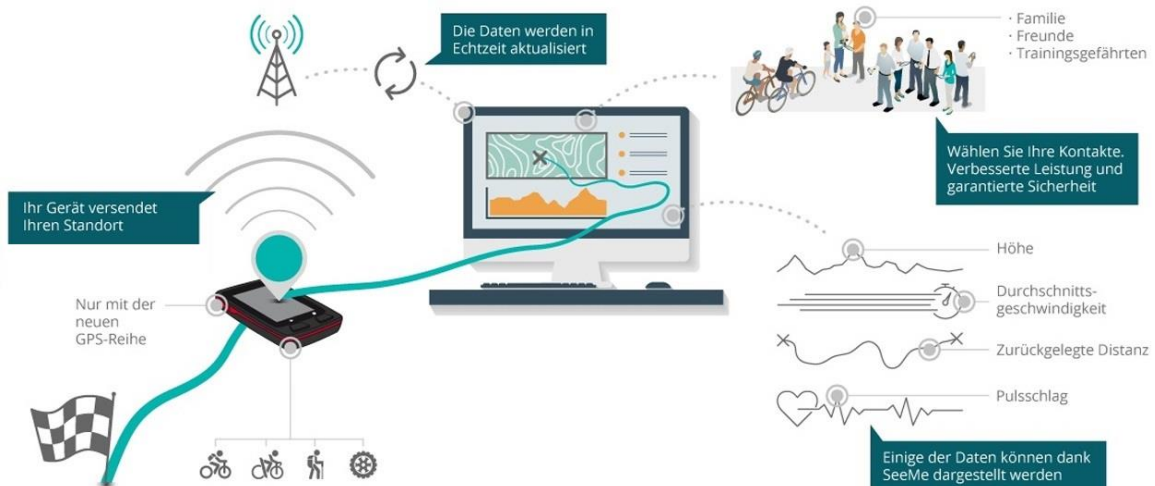 Die Daten werden in
Echtzeit aktualisiert
· Familie
· Freunde
· Trainingsgefährten
Wählen Sie Ihre Kontakte.
Verbesserte Leistung und
garantierte Sicherheit
Ihr Gerät versendet
Ihren Standort
Nur mit der
neuen
GPS-Reihe
Höhe
Durchschnitts-
geschwindigkeit
Zurückgelegte Distanz
Pulsschlag
Einige der Daten können dank
SeeMe dargestellt werden